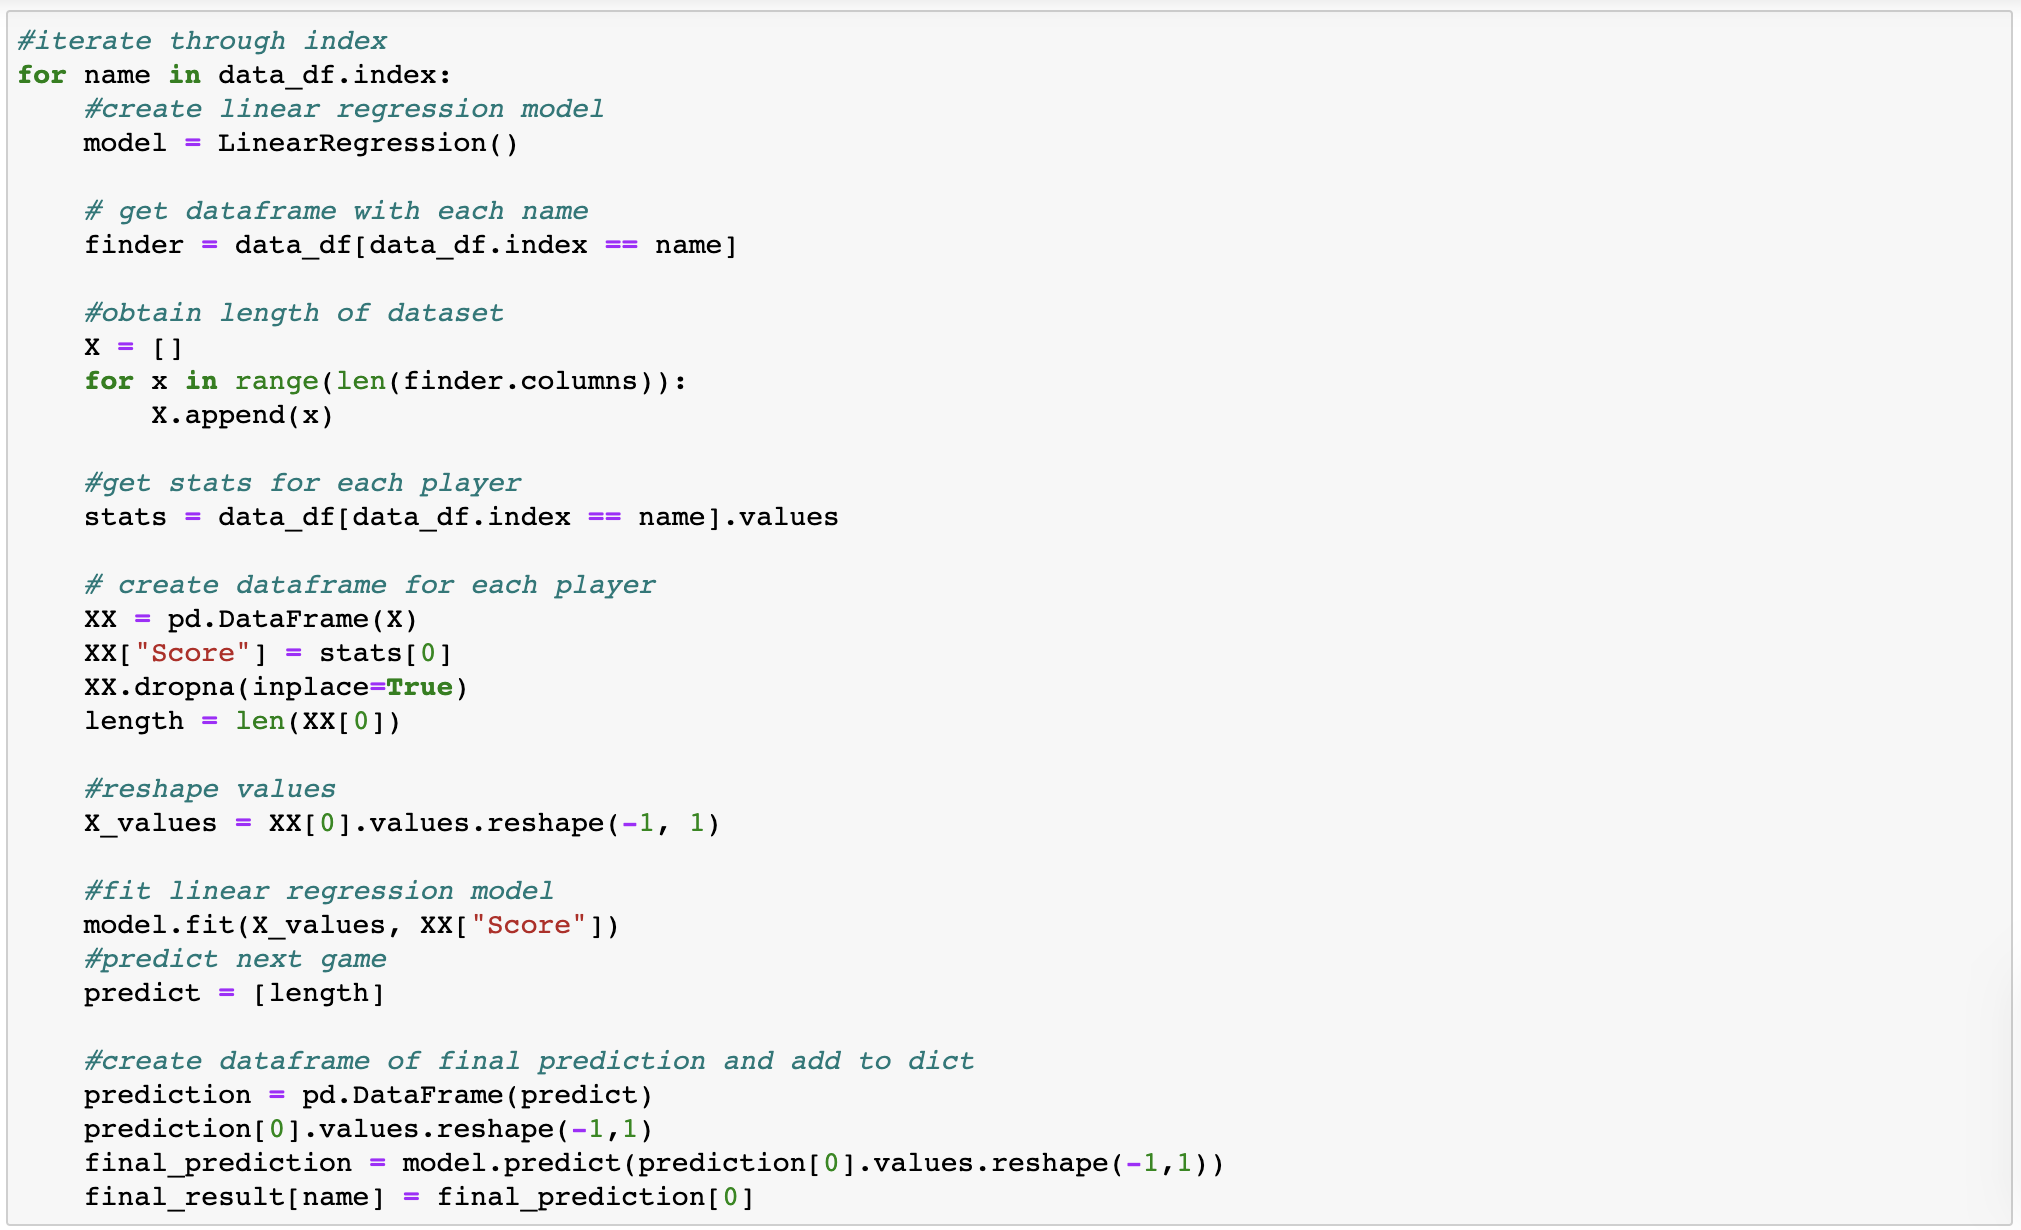 #iterate through index
for name in data_df.index:
    #create linear regression model
    model = LinearRegression()

    # get dataframe with each name
    finder = data_df[data_df.index == name]

    #obtain length of dataset
    X = []
    for x in range(len(finder.columns)):
        X.append(x)

    #get stats for each player
    stats = data_df[data_df.index == name].values

    # create dataframe for each player
    XX = pd.DataFrame(X)
    XX["Score"] = stats[0]
    XX.dropna(inplace=True)
    length = len(XX[0])

    #reshape values
    X_values = XX[0].values.reshape(-1, 1)

    #fit linear regression model
    model.fit(X_values, XX["Score"])
    #predict next game
    predict = [length]

    #create dataframe of final prediction and add to dict
    prediction = pd.DataFrame(predict)
    prediction[0].values.reshape(-1,1)
    final_prediction = model.predict(prediction[0].values.reshape(-1,1))
    final_result[name] = final_prediction[0]